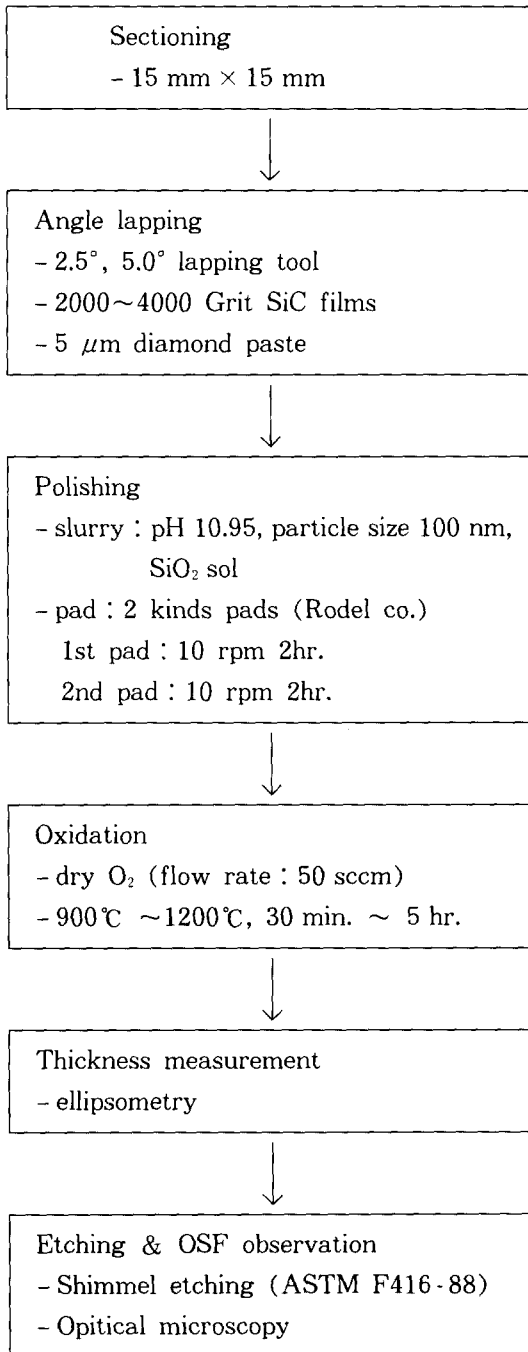 Sectioning
- 15 mm × 15 mm
Angle lapping
- 2.5°, 5.0° lapping tool
- 2000～4000 Grit SiC films
- 5 μm diamond paste
Polishing
- slurry : pH 10.95, particle size 100 nm,
SiO₂ sol
- pad : 2 kinds pads (Rodel co.)
1st pad : 10 rpm 2hr.
2nd pad : 10 rpm 2hr.
Oxidation
- dry O₂ (flow rate : 50 sccm)
- 900℃ ～1200℃, 30 min. ～ 5 hr.
Thickness measurement
- ellipsometry
Etching & OSF observation
- Shimmel etching (ASTM F416-88)
- Opitical microscopy